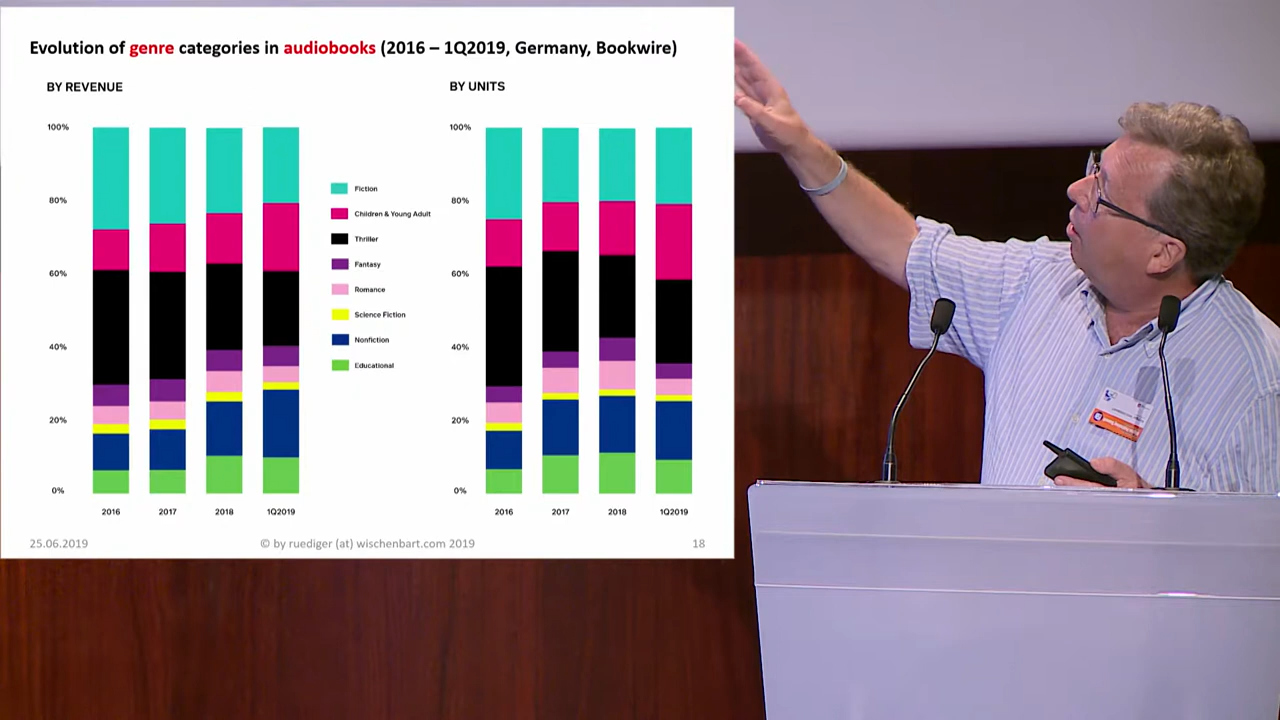 Evolution of genre categories in audiobooks (2016 – 1Q2019, Germany, Bookwire)
BY REVENUE
100%
80%
60%
40%
20%
0%
2016
2017
2018
1Q2019
Fiction
Children & Young Adult
Thriller
Fantasy
Romance
Science Fiction
Nonfiction
Educational
BY UNITS
100%
80%
60%
40%
20%
0%
2016
2017
2018
1Q2019
25.06.2019
© by ruediger (at) wischenbart.com 2019
18